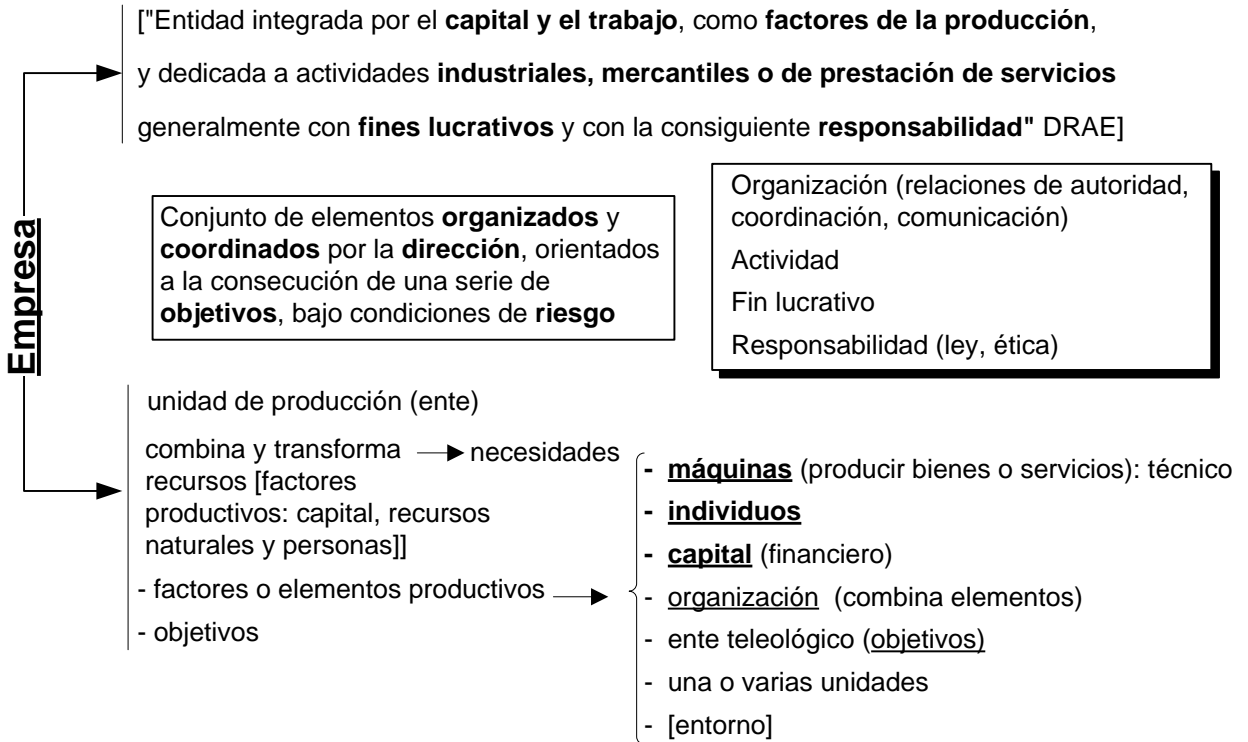 ["Entidad integrada por el capital y el trabajo, como factores de la producción,
y dedicada a actividades industriales, mercantiles o de prestación de servicios
generalmente con fines lucrativos y con la consiguiente responsabilidad" DRAE]
Empresa
Conjunto de elementos organizados y
coordinados por la dirección, orientados
a la consecución de una serie de
objetivos, bajo condiciones de riesgo
Organización (relaciones de autoridad,
coordinación, comunicación)
Actividad
Fin lucrativo
Responsabilidad (ley, ética)
unidad de producción (ente)
combina y transforma
recursos [factores
productivos: capital, recursos
naturales y personas]]
necesidades
- factores o elementos productivos
- objetivos
- máquinas (producir bienes o servicios): técnico
- individuos
- capital (financiero)
- organización (combina elementos)
- ente teleológico (objetivos)
- una o varias unidades
- [entorno]